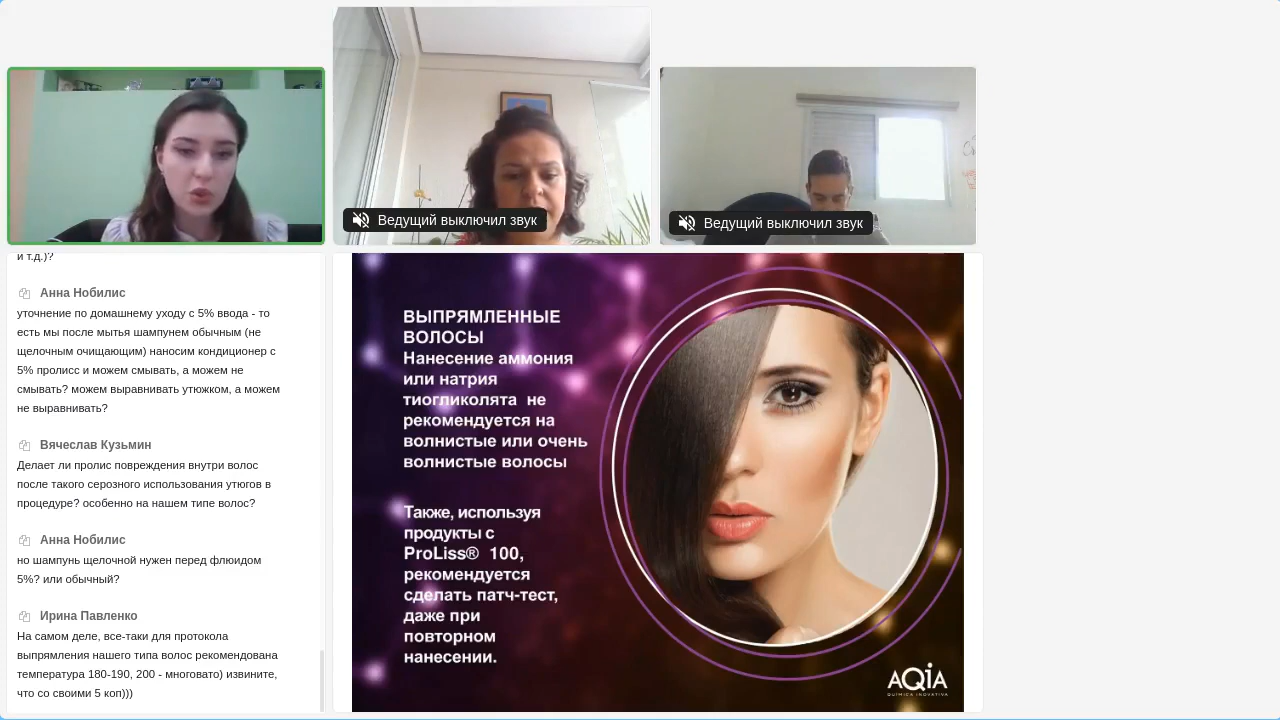 Ведущий выключил звук
Ведущий выключил звук
и т.д.)?
Анна Нобилис
уточнение по домашнему уходу с 5% ввода - то
есть мы после мытья шампунем обычным (не
щелочным очищающим) наносим кондиционер с
5% пролисс и можем смывать, а можем не
смывать? можем выравнивать утюжком, а можем
не выравнивать?
Вячеслав Кузьмин
Делает ли пролис повреждения внутри волос
после такого серозного использования утюгов в
процедуре? особенно на нашем типе волос?
Анна Нобилис
но шампунь щелочной нужен перед флюидом
5%? или обычный?
Ирина Павленко
На самом деле, все-таки для протокола
выпрямления нашего типа волос рекомендована
температура 180-190, 200 - многовато) извините,
что со своими 5 коп)))
ВЫПРЯМЛЕННЫЕ
ВОЛОСЫ
Нанесение аммония
или натрия
тиогликолята не
рекомендуется на
волнистые или очень
волнистые волосы
Также, используя
продукты с
ProLiss® 100,
рекомендуется
сделать патч-тест,
даже при
повторном
нанесении.
AQIA
QUÍMICA INOVATIVA